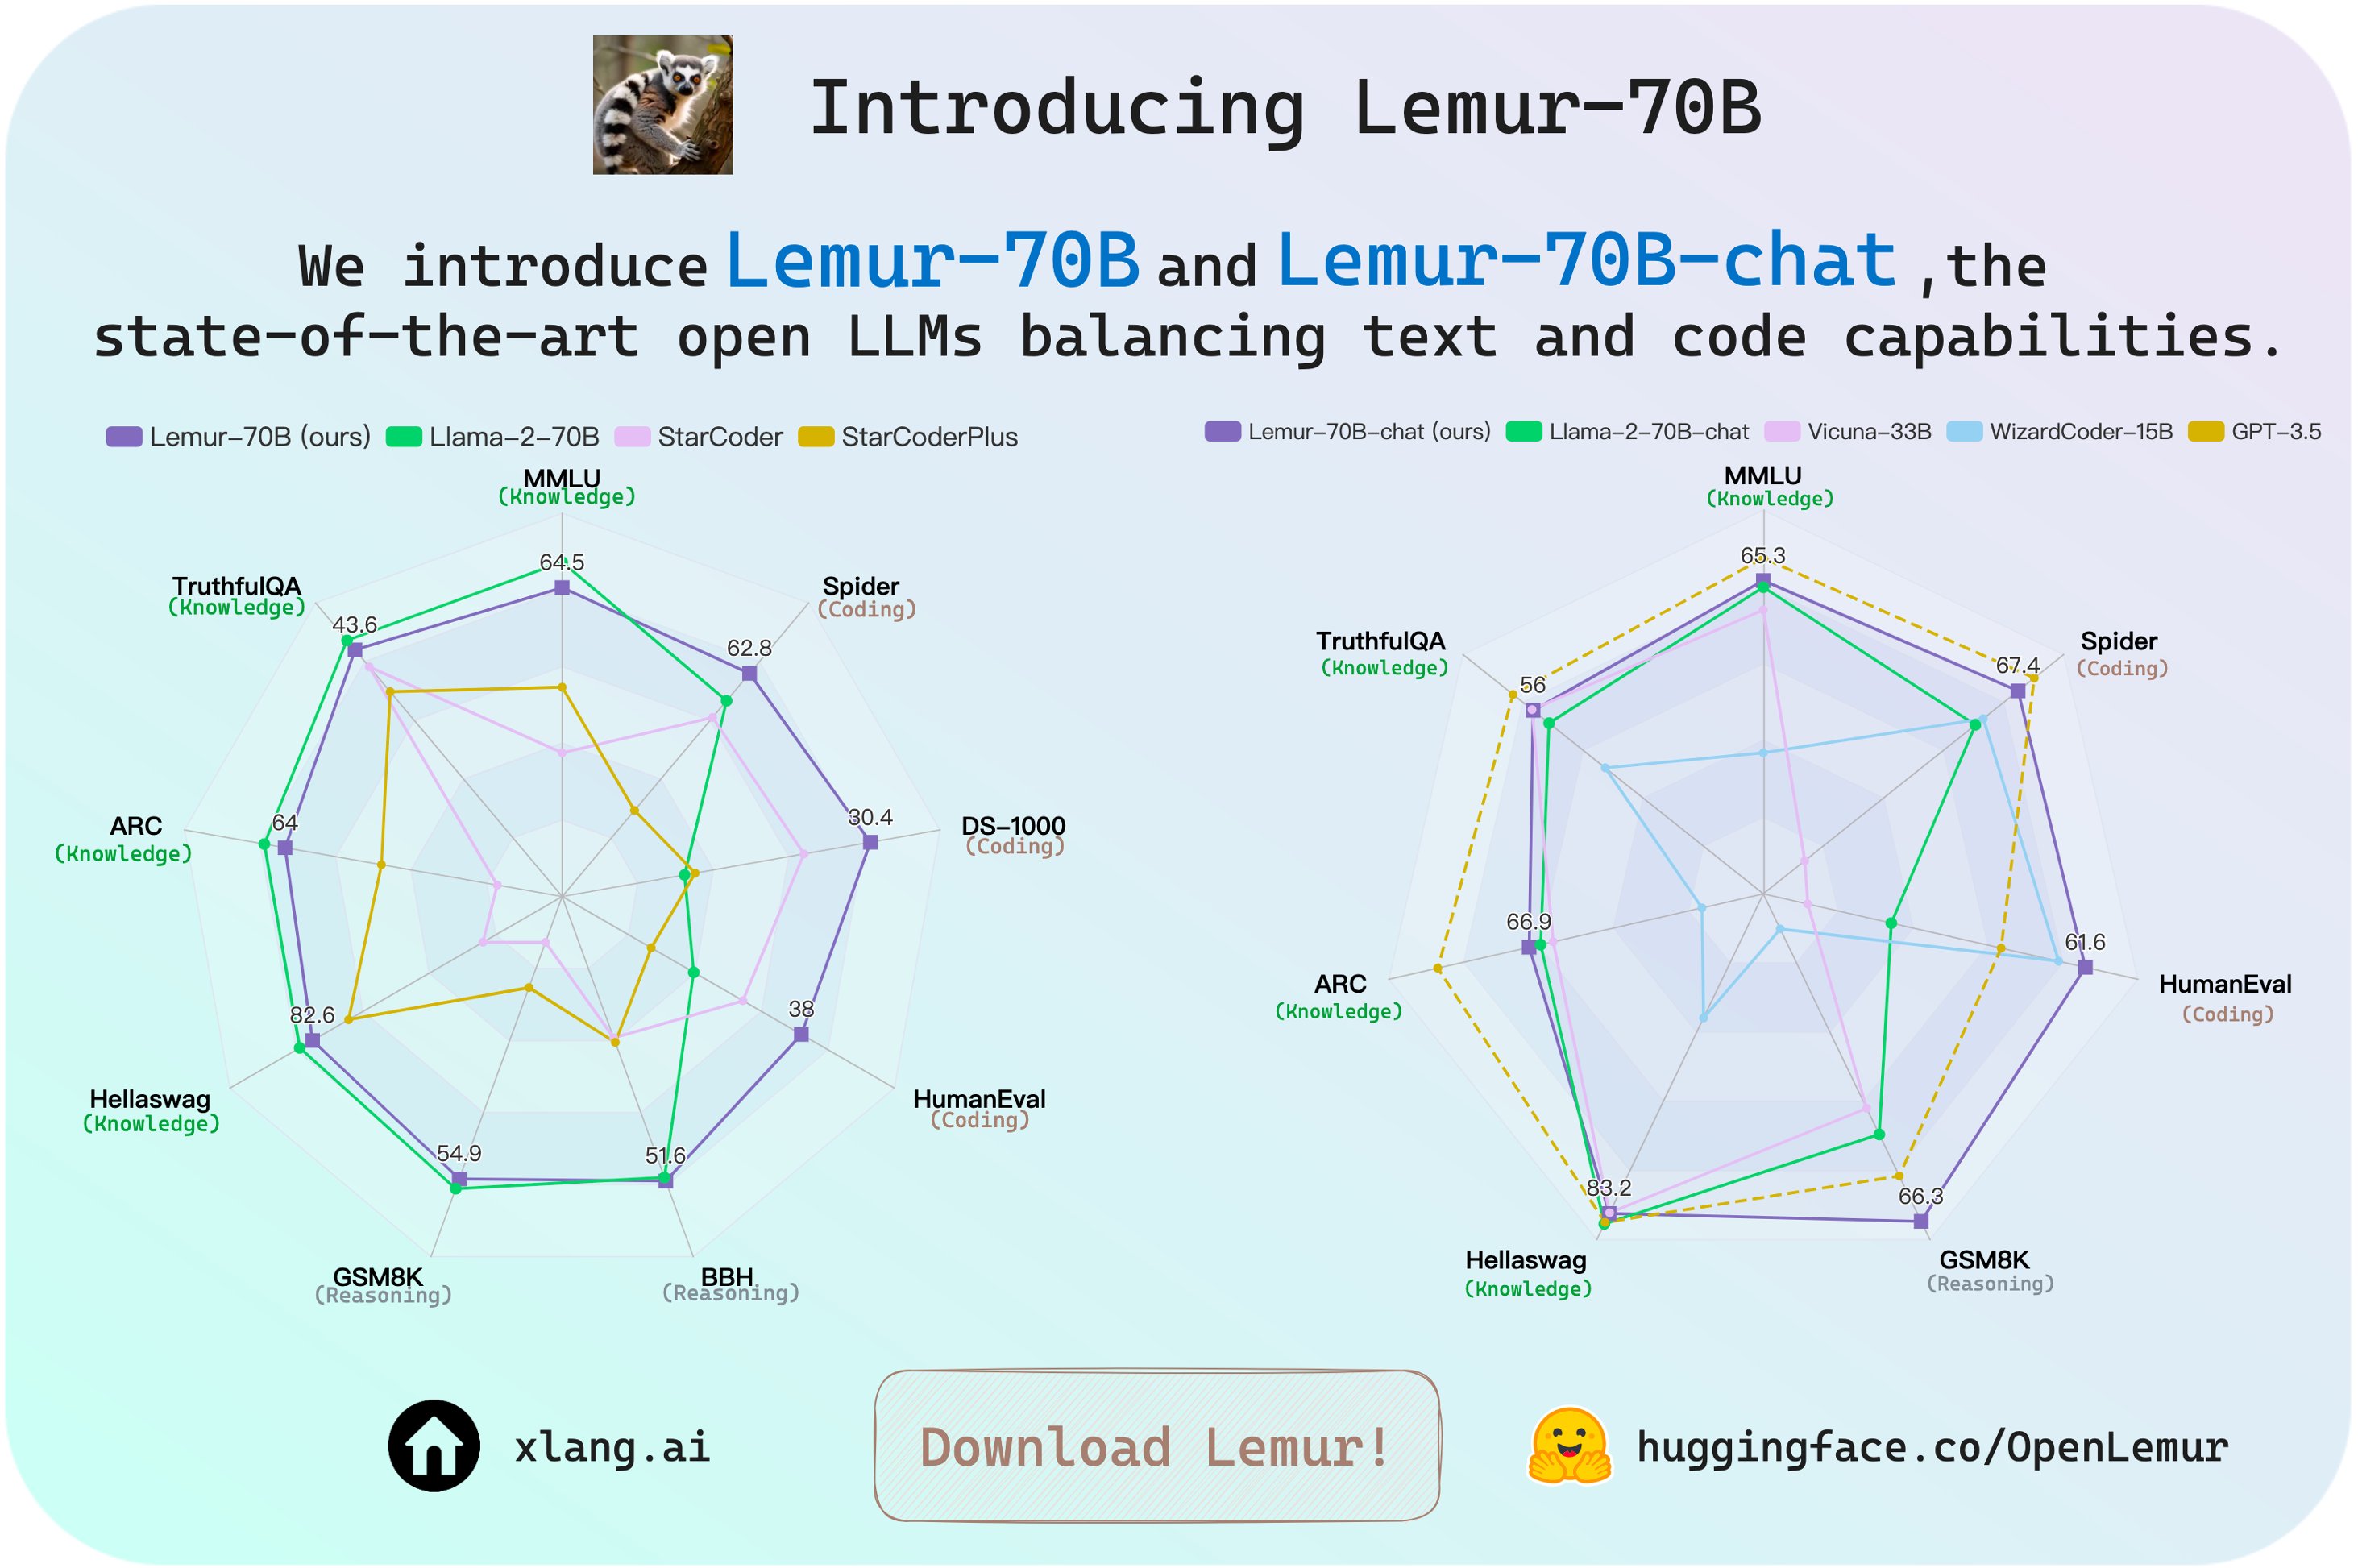 Introducing Lemur-70B
We introduce Lemur-70B and Lemur-70B-chat ,the
state-of-the-art open LLMs balancing text and code capabilities.
Lemur-70B (ours) Llama-2-70B StarCoder StarCoderPlus
MMLU
(Knowledge)
64.5
TruthfulQA
(Knowledge)
43.6
Spider
(Coding)
62.8
ARC
(Knowledge)
64
DS-1000
(Coding)
30.4
Hellaswag
(Knowledge)
82.6
HumanEval
(Coding)
38
GSM8K
(Reasoning)
54.9
BBH
(Reasoning)
51.6
Lemur-70B-chat (ours) Llama-2-70B-chat Vicuna-33B WizardCoder-15B GPT-3.5
MMLU
(Knowledge)
65.3
TruthfulQA
(Knowledge)
56
Spider
(Coding)
67.4
ARC
(Knowledge)
66.9
HumanEval
(Coding)
61.6
Hellaswag
(Knowledge)
83.2
GSM8K
(Reasoning)
66.3
xlang.ai
Download Lemur!
huggingface.co/OpenLemur